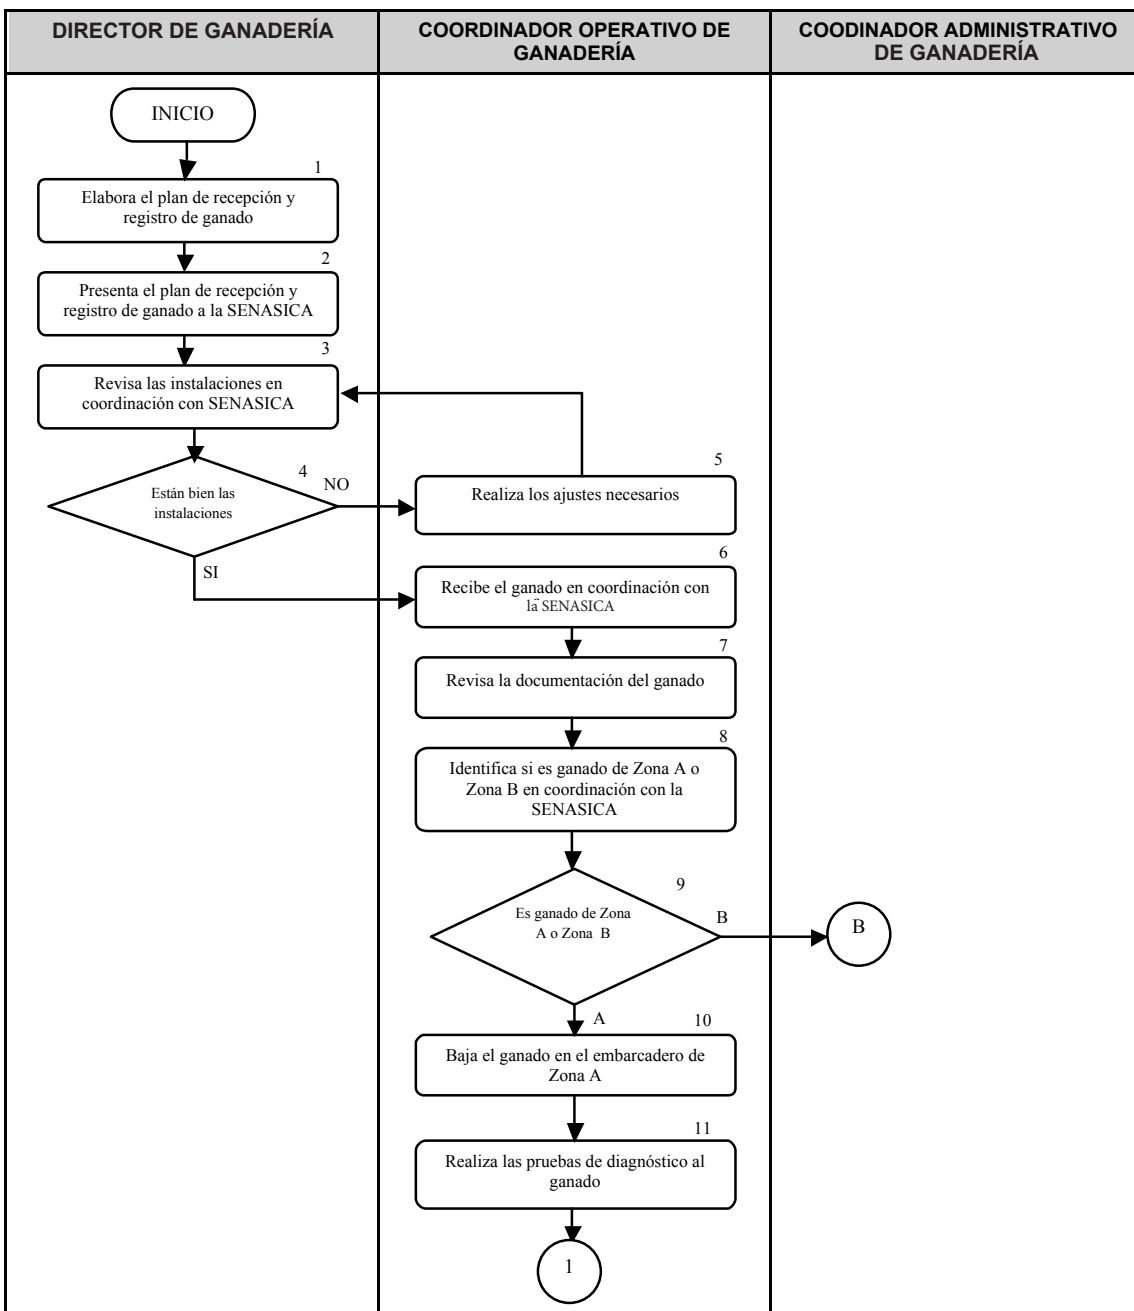 DIRECTOR DE GANADERÍA
COORDINADOR OPERATIVO DE
GANADERÍA
COODINADOR ADMINISTRATIVO
DE GANADERÍA
INICIO
1
Elabora el plan de recepción y
registro de ganado
2
Presenta el plan de recepción y
registro de ganado a la SENASICA
3
Revisa las instalaciones en
coordinación con SENASICA
4
Están bien las
instalaciones
NO
SI
5
Realiza los ajustes necesarios
6
Recibe el ganado en coordinación con
la SENASICA
7
Revisa la documentación del ganado
8
Identifica si es ganado de Zona A o
Zona B en coordinación con la
SENASICA
9
Es ganado de Zona
A o Zona B
B
B
A
10
Baja el ganado en el embarcadero de
Zona A
11
Realiza las pruebas de diagnóstico al
ganado
1